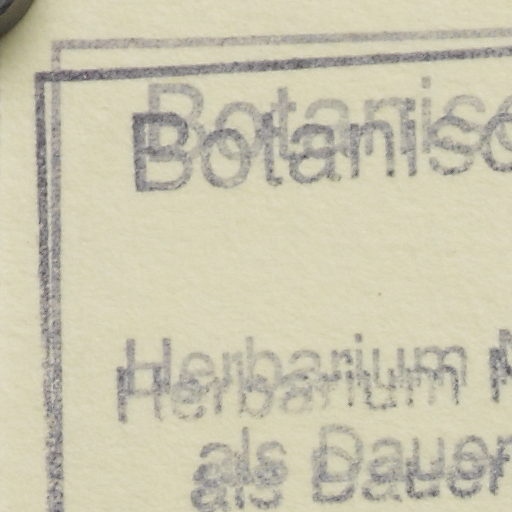 Botanisc
Herbarium M
als Dauer